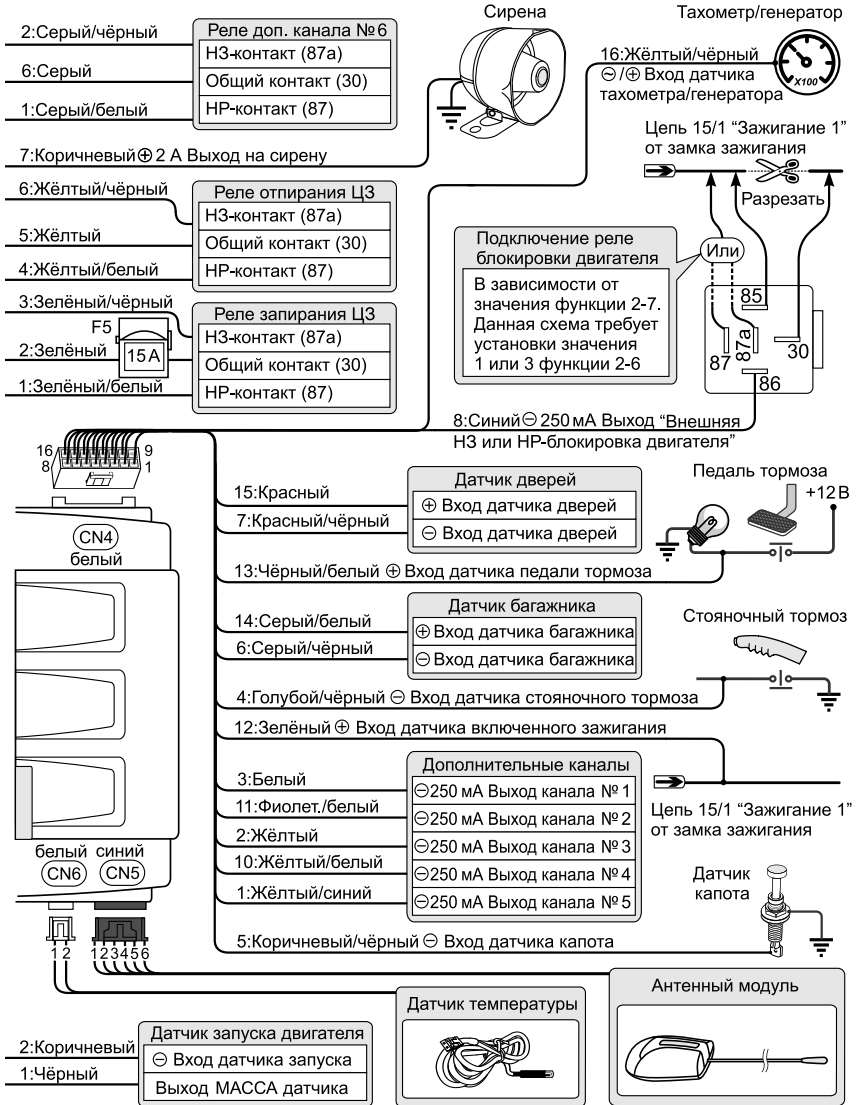 Сирена
Тахометр/генератор
2:Серый/чёрный
Реле доп. канала №6
НЗ-контакт (87а)
6:Серый
Общий контакт (30)
1:Серый/белый
НР-контакт (87)
16:Жёлтый/чёрный
⊝/⊕ Вход датчика
тахометра/генератора
X100
7:Коричневый ⊕ 2 А Выход на сирену
Цепь 15/1 “Зажигание 1”
от замка зажигания
Разрезать
6:Жёлтый/чёрный
Реле отпирания ЦЗ
НЗ-контакт (87а)
5:Жёлтый
Общий контакт (30)
4:Жёлтый/белый
НР-контакт (87)
Подключение реле
блокировки двигателя
В зависимости от
значения функции 2-7.
Данная схема требует
установки значения
1 или 3 функции 2-6
Или
85
87
87а
30
86
3:Зелёный/чёрный
Реле запирания ЦЗ
F5
НЗ-контакт (87а)
2:Зелёный
15 А
Общий контакт (30)
1:Зелёный/белый
НР-контакт (87)
8:Синий ⊖ 250 мА Выход “Внешняя
НЗ или НР-блокировка двигателя”
16
9
8
1
CN4
белый
15:Красный
Датчик дверей
⊕ Вход датчика дверей
7:Красный/чёрный
⊖ Вход датчика дверей
Педаль тормоза
+12 В
13:Чёрный/белый ⊕ Вход датчика педали тормоза
Датчик багажника
14:Серый/белый
⊕ Вход датчика багажника
6:Серый/чёрный
⊖ Вход датчика багажника
Стояночный тормоз
4:Голубой/чёрный ⊖ Вход датчика стояночного тормоза
12:Зелёный ⊕ Вход датчика включенного зажигания
Дополнительные каналы
3:Белый
⊖250 мА Выход канала № 1
11:Фиолет./белый
⊖250 мА Выход канала № 2
2:Жёлтый
⊖250 мА Выход канала № 3
10:Жёлтый/белый
⊖250 мА Выход канала № 4
1:Жёлтый/синий
⊖250 мА Выход канала № 5
Цепь 15/1 “Зажигание 1”
от замка зажигания
белый синий
CN6
CN5
Датчик
капота
5:Коричневый/чёрный ⊖ Вход датчика капота
1 2
1 2 3 4 5 6
Датчик температуры
Антенный модуль
Датчик запуска двигателя
2:Коричневый
⊖ Вход датчика запуска
1:Чёрный
Выход МАССА датчика